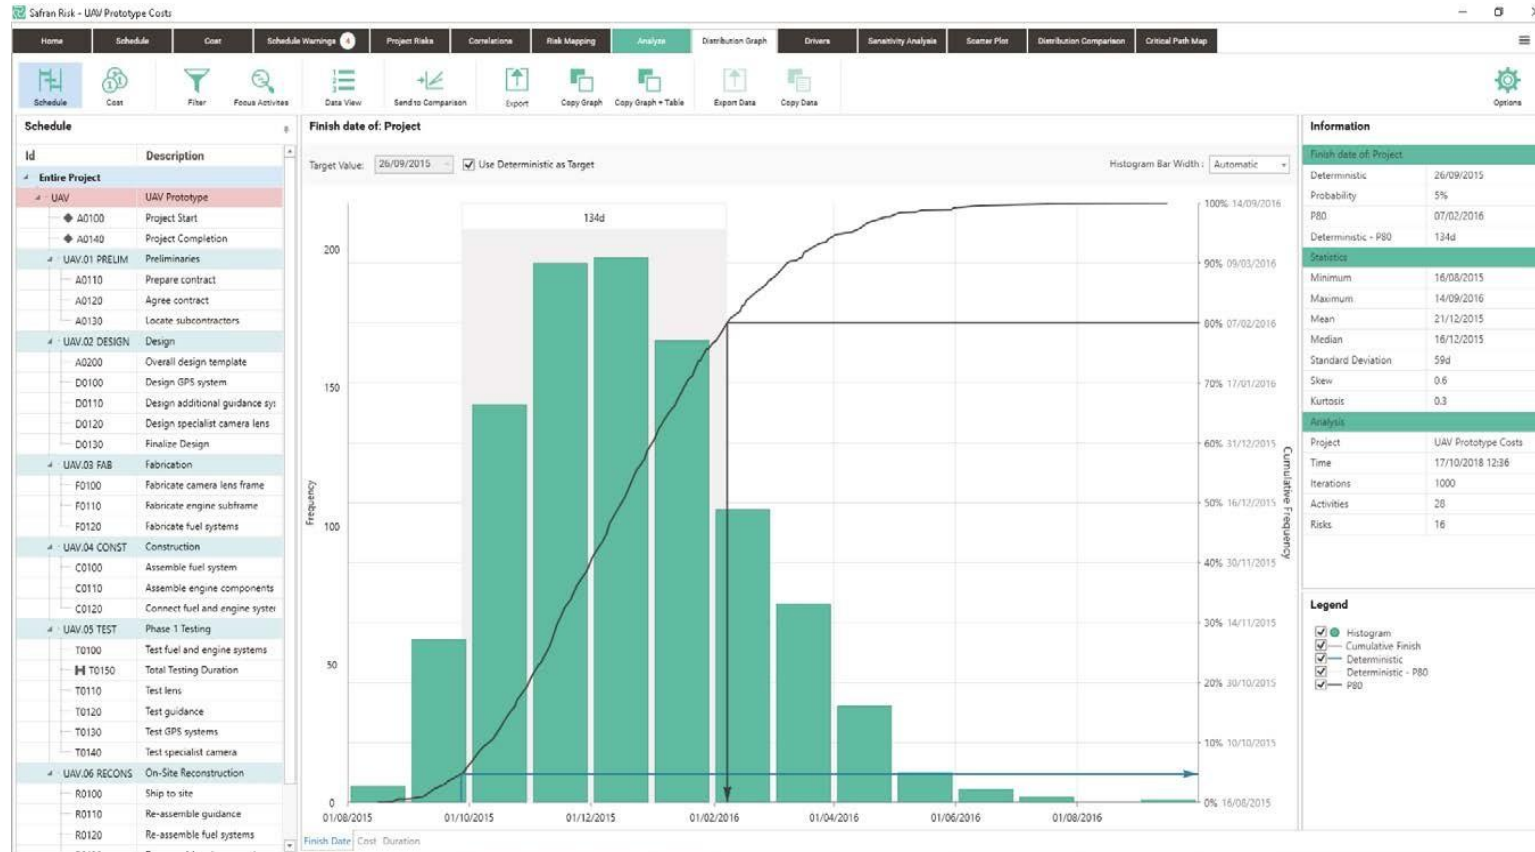 Safran Risk - UAV Prototype Costs
Home Schedule Cost Schedule Warnings 4 Project Risks Correlations Risk Mapping Analyze Distribution Graph Drivers Sensitivity Analysis Scatter Plot Distribution Comparison Critical Path Map
Schedule Cost Filter Focus Activites Data View Send to Comparison Export Copy Graph Copy Graph + Table Export Data Copy Data Options
Schedule
Id Description
Entire Project
UAV UAV Prototype
A0100 Project Start
A0140 Project Completion
UAV.01 PRELIM Preliminaries
A0110 Prepare contract
A0120 Agree contract
A0130 Locate subcontractors
UAV.02 DESIGN Design
A0200 Overall design template
D0100 Design GPS system
D0110 Design additional guidance sy
D0120 Design specialist camera lens
D0130 Finalize Design
UAV.03 FAB Fabrication
F0100 Fabricate camera lens frame
F0110 Fabricate engine subframe
F0120 Fabricate fuel systems
UAV.04 CONST Construction
C0100 Assemble fuel system
C0110 Assemble engine components
C0120 Connect fuel and engine syster
UAV.05 TEST Phase 1 Testing
T0100 Test fuel and engine systems
T0150 Total Testing Duration
T0110 Test lens
T0120 Test guidance
T0130 Test GPS systems
T0140 Test specialist camera
UAV.06 RECONS On-Site Reconstruction
R0100 Ship to site
R0110 Re-assemble guidance
R0120 Re-assemble fuel systems
Finish date of: Project
Target Value: 26/09/2015 Use Deterministic as Target Histogram Bar Width : Automatic
134d
200
150
100
50
0
Frequency
01/08/2015 01/10/2015 01/12/2015 01/02/2016 01/04/2016 01/06/2016 01/08/2016
100% 14/09/2016
90% 09/03/2016
80% 07/02/2016
70% 17/01/2016
60% 31/12/2015
50% 16/12/2015
40% 30/11/2015
30% 14/11/2015
20% 30/10/2015
10% 10/10/2015
0% 16/08/2015
Cumulative Frequency
Finish Date Cost Duration
Information
Finish date of: Project
Deterministic 26/09/2015
Probability 5%
P80 07/02/2016
Deterministic - P80 134d
Statistics
Minimum 16/08/2015
Maximum 14/09/2016
Mean 21/12/2015
Median 16/12/2015
Standard Deviation 59d
Skew 0.6
Kurtosis 0.3
Analysis
Project UAV Prototype Costs
Time 17/10/2018 12:36
Iterations 1000
Activities 28
Risks 16
Legend
Histogram
Cumulative Finish
Deterministic
Deterministic - P80
P80